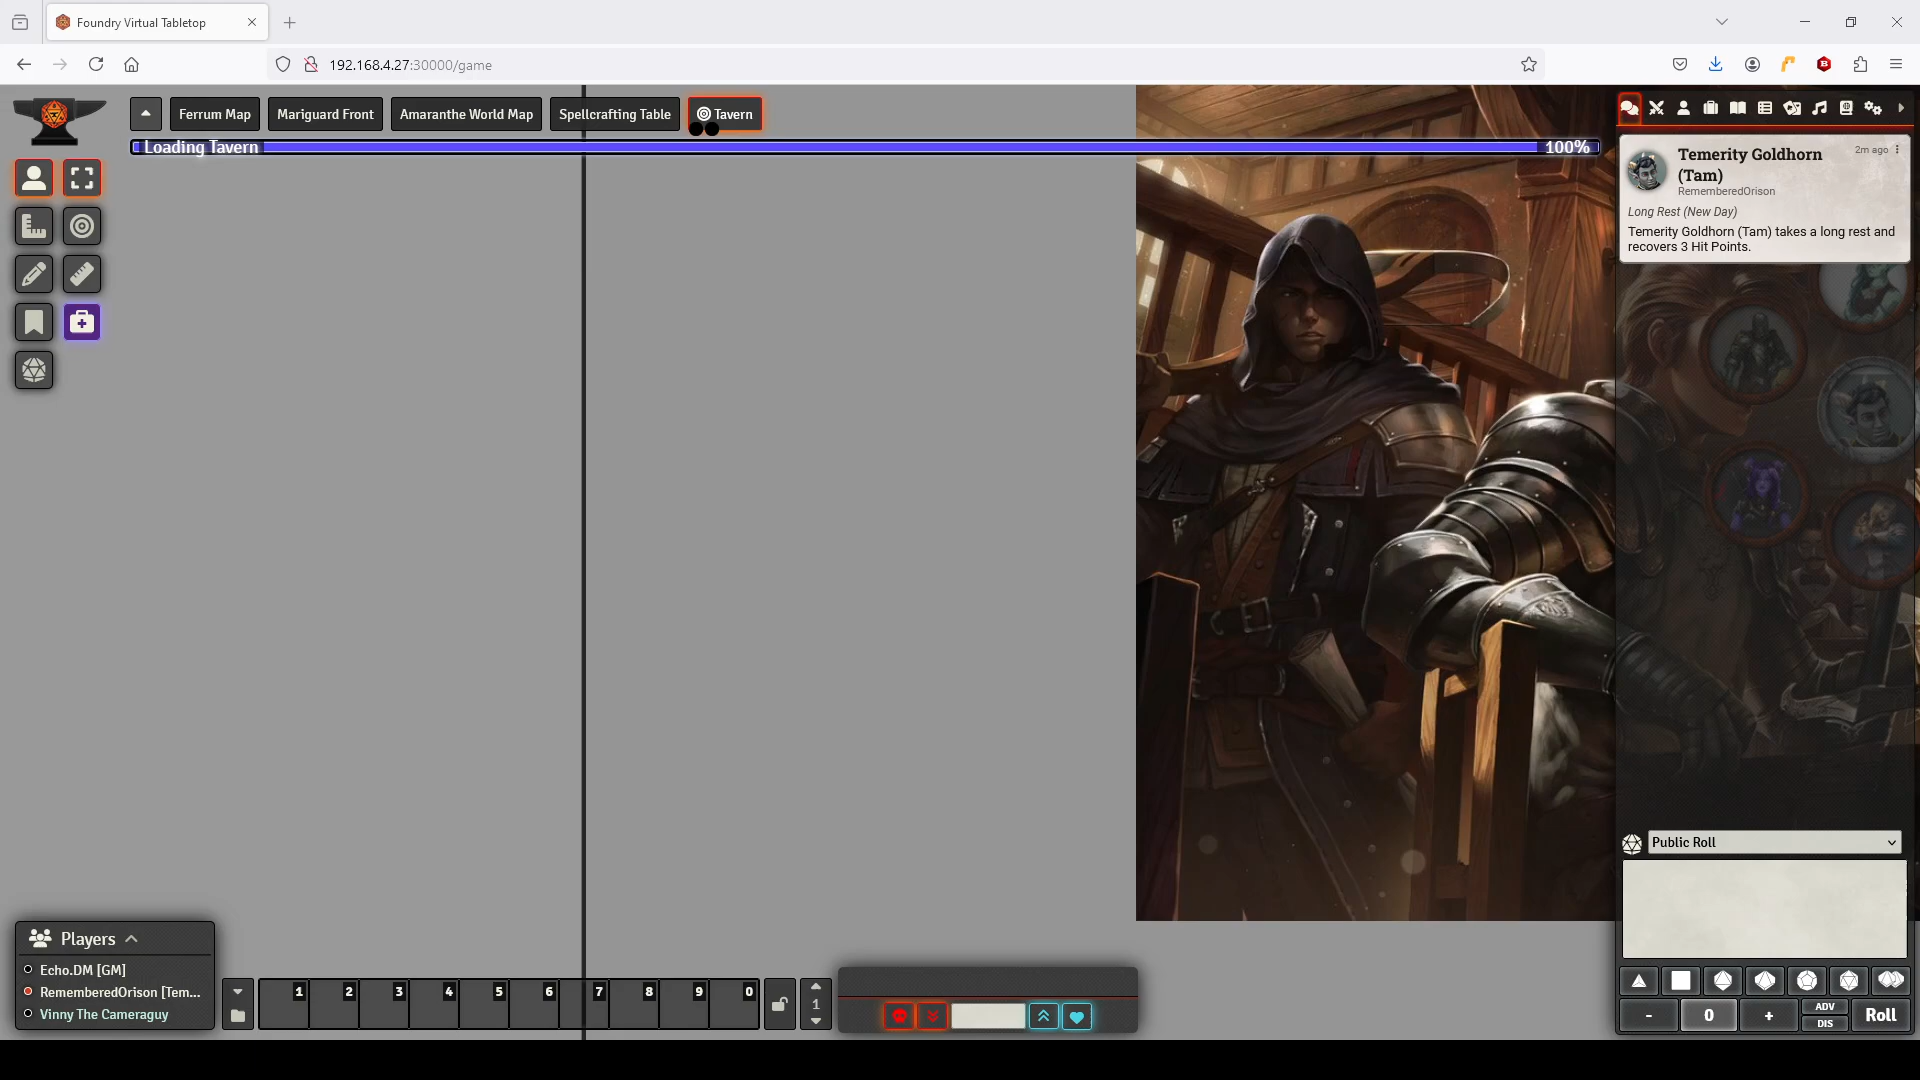 Foundry Virtual Tabletop
192.168.4.27:30000/game
Ferrum Map
Mariguard Front
Amaranthe World Map
Spellcrafting Table
Tavern
Loading Tavern
100%
Temerity Goldhorn
(Tam)
2m ago
RememberedOrison
Long Rest (New Day)
Temerity Goldhorn (Tam) takes a long rest and
recovers 3 Hit Points.
Public Roll
Players
Echo.DM [GM]
RememberedOrison [Tem...
Vinny The Cameraguy
1 2 3 4 5 6 7 8 9 0
1
- 0 + ADV
DIS
Roll